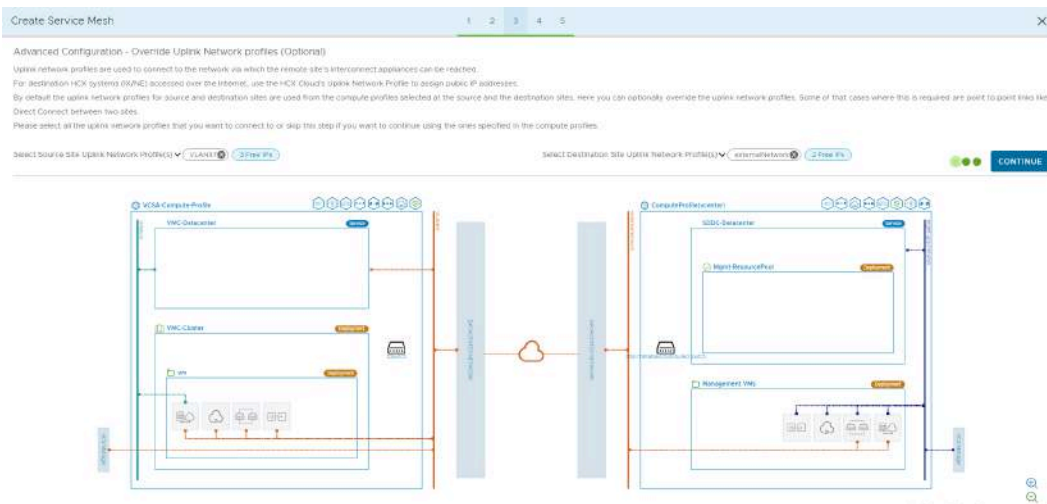 Create Service Mesh
1 2 3 4 5
Advanced Configuration - Override Uplink Network profiles (Optional)
Uplink network profiles are used to connect to the network via which the remote site's interconnect appliances can be reached.
For destination HCX systems (IX/NE) accessed over the Internet, use the HCX Cloud's Uplink Network Profile to assign public IP addresses.
By default the uplink network profiles for source and destination sites are used from the compute profiles selected at the source and the destination sites. Here you can optionally override the uplink network profiles. Some of that cases where this is required are point to point links like
Direct Connect between two sites.
Please select all the uplink network profiles that you want to connect to or skip this step if you want to continue using the ones specified in the compute profiles.
Select Source Site Uplink Network Profile(s) 3 Free IPs
Select Destination Site Uplink Network Profile(s) externalNetwork 2 Free IPs
CONTINUE
VCSA-Compute-Profile
VMC-Datacenter Service
VMC-Cluster Deployment
Deployment
SDDC-Datacenter Service
Mgmt-ResourcePool Deployment
Management VMs Deployment